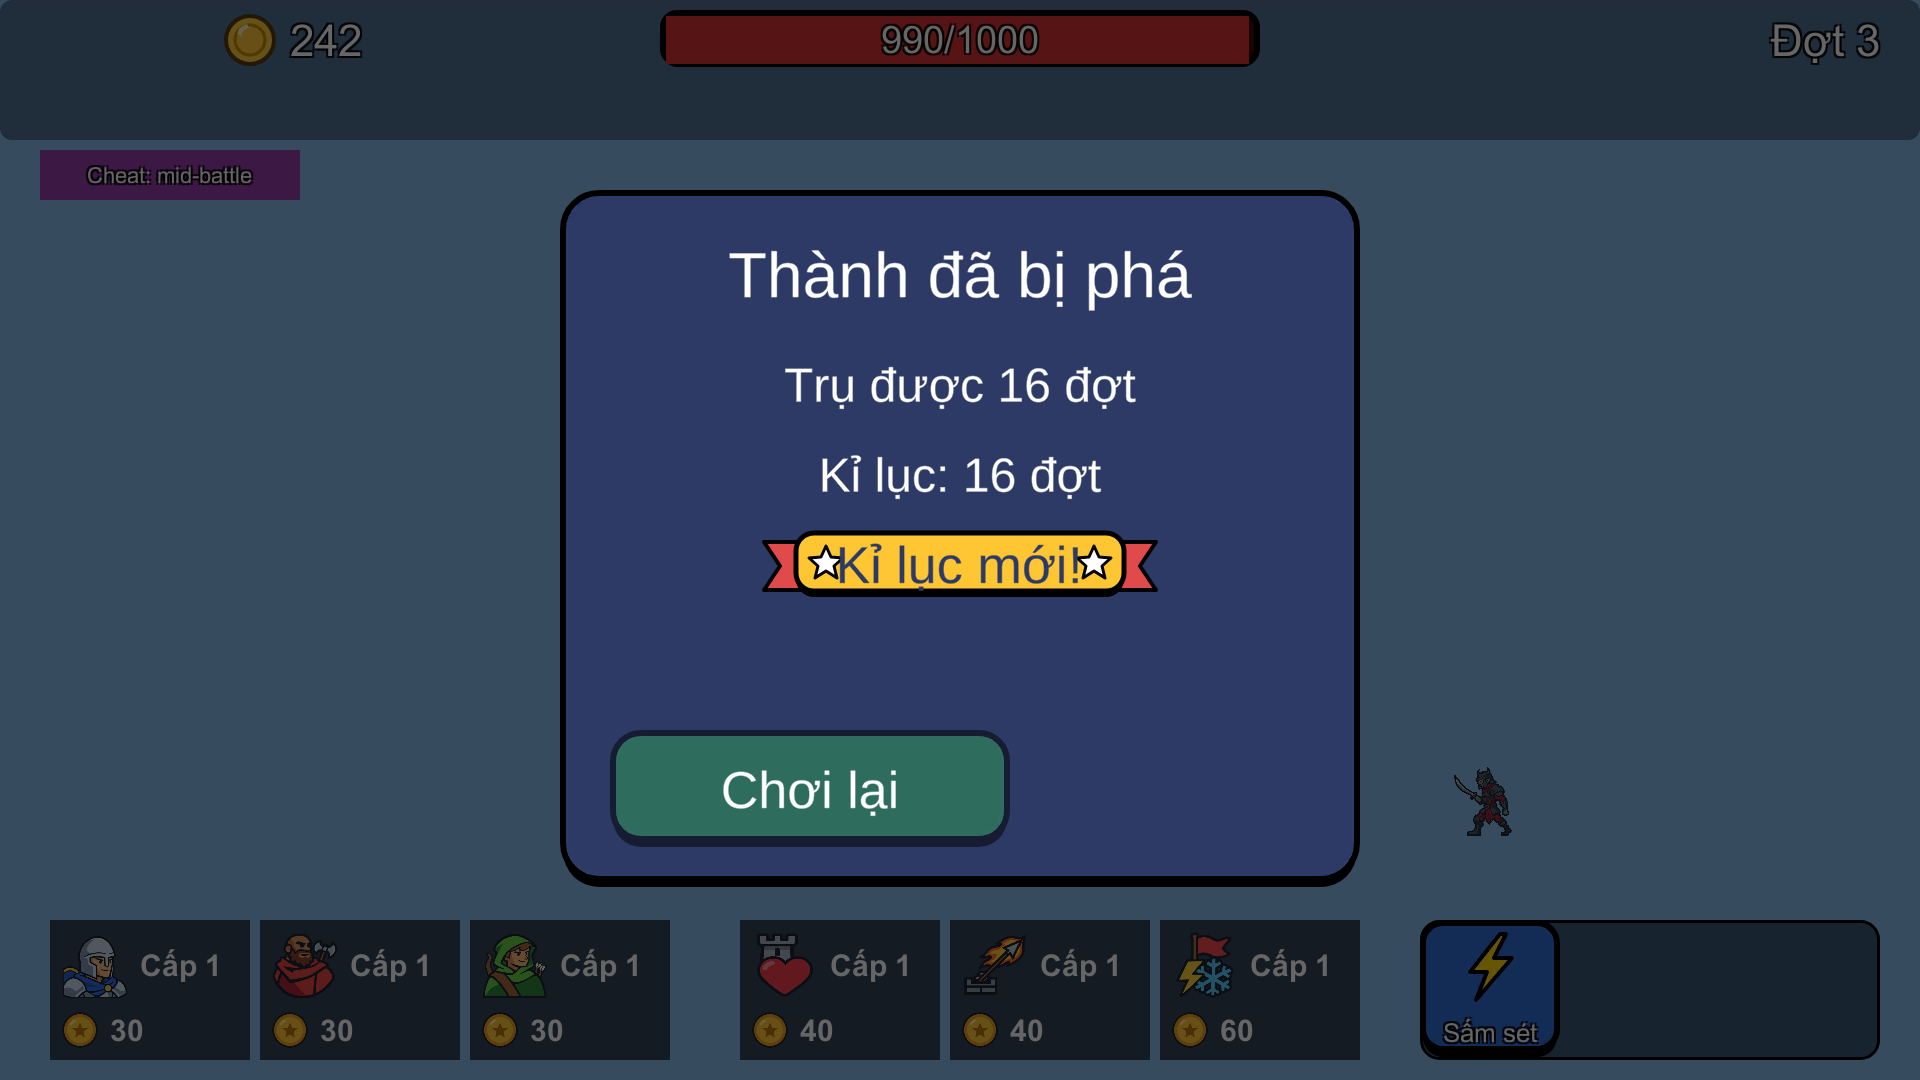 242
990/1000
Đợt 3
Cheat: mid-battle
Thành đã bị phá
Trụ được 16 đợt
Kỉ lục: 16 đợt
Kỉ lục mới!
Chơi lại
Cấp 1
30
Cấp 1
30
Cấp 1
30
Cấp 1
40
Cấp 1
40
Cấp 1
60
Sấm sét